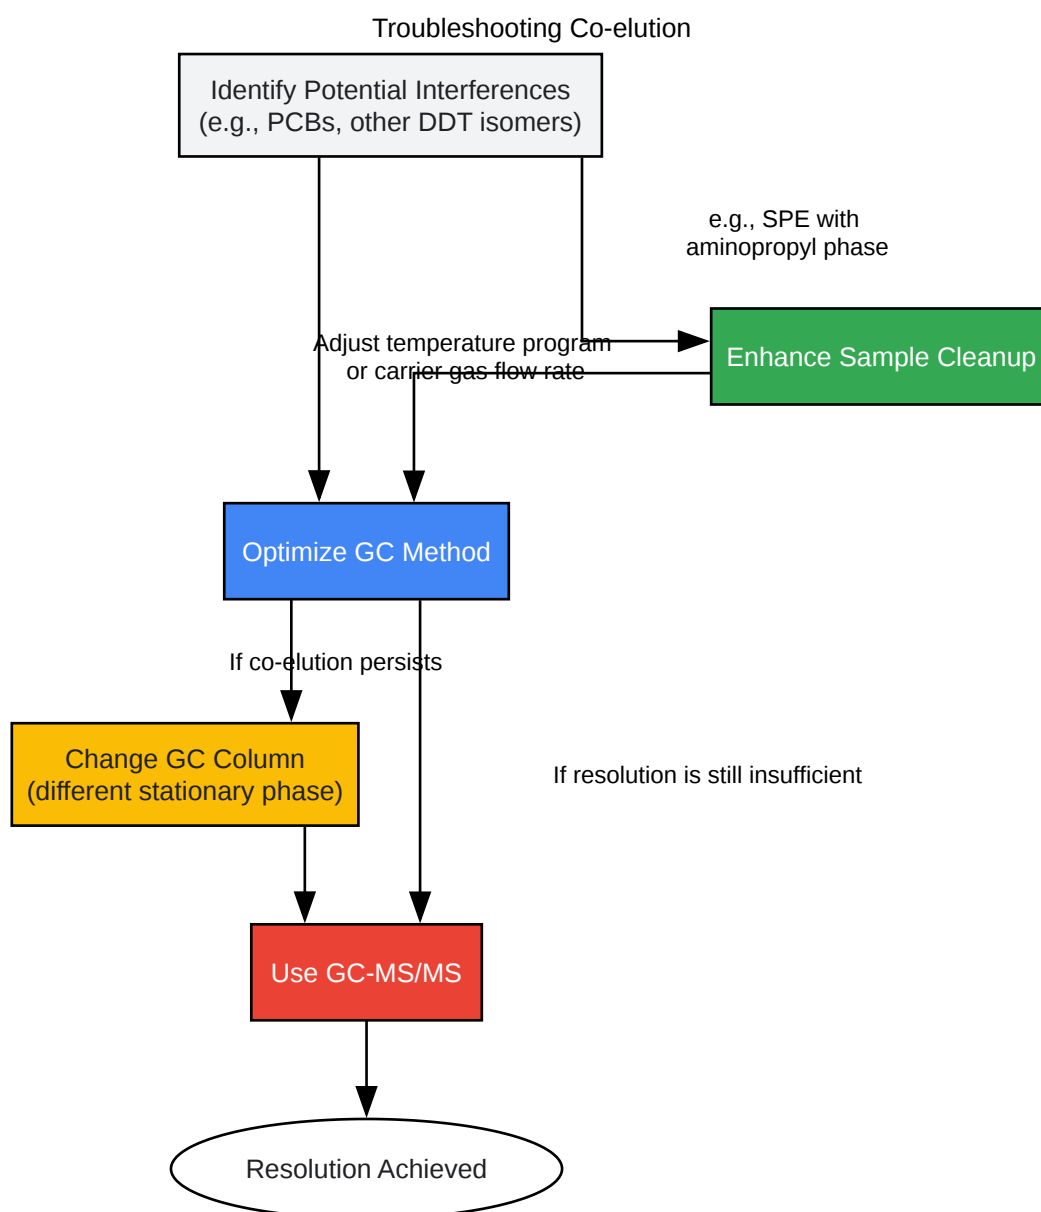 Troubleshooting Co-elution
Identify Potential Interferences
(e.g., PCBs, other DDT isomers)
e.g., SPE with
aminopropyl phase
Adjust temperature program
or carrier gas flow rate
Enhance Sample Cleanup
Optimize GC Method
If co-elution persists
Change GC Column
(different stationary phase)
If resolution is still insufficient
Use GC-MS/MS
Resolution Achieved